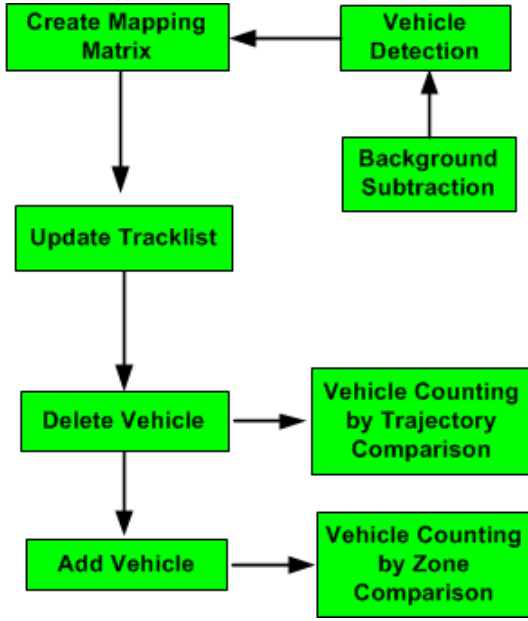 Create Mapping
Matrix
Vehicle
Detection
Background
Subtraction
Update Tracklist
Delete Vehicle
Vehicle Counting
by Trajectory
Comparison
Add Vehicle
Vehicle Counting
by Zone
Comparison